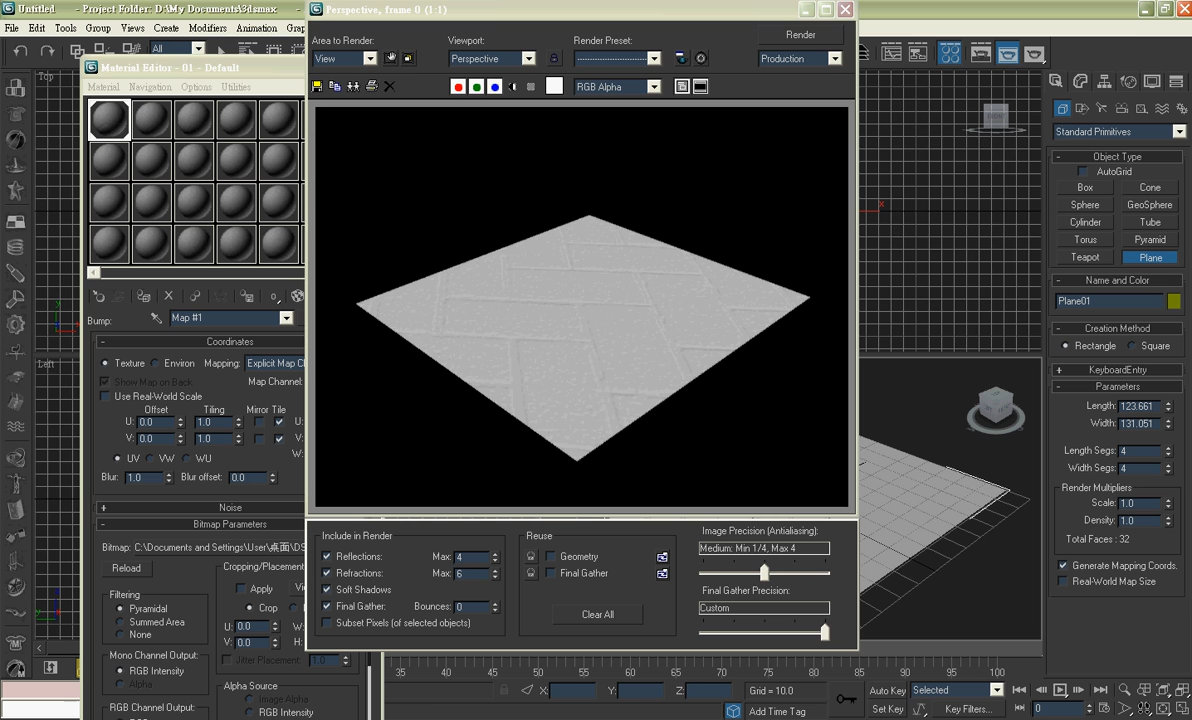 Untitled - Project Folder: D:\My Documents\3dsmax
Perspective, frame 0 (1:1)
File Edit Tools Group Views Create Modifiers Animation
All
Area to Render:
View
Viewport:
Perspective
Render Preset:
Render
Production
RGB Alpha
Material Editor - 01 - Default
Material Navigation Options Utilities
Top
Left
Bump: Map #1
Coordinates
Texture Environ Mapping: Explicit Map
Show Map on Back Map Channel:
Use Real-World Scale
Offset Tiling Mirror Tile
U: 0.0 1.0 U:
V: 0.0 1.0 V:
UV VW WU W:
Blur: 1.0 Blur offset: 0.0
Noise
Bitmap Parameters
Bitmap: C:\Documents and Settings\User\桌面\
Reload
Cropping/Placement
Apply
Crop
Filtering
Pyramidal
Summed Area
None
U: 0.0 W:
V: 0.0 H:
Jitter Placement: 1.0
Mono Channel Output:
RGB Intensity
Alpha
RGB Channel Output:
Alpha Source
Image Alpha
RGB Intensity
Include in Render
Reflections: Max: 4
Refractions: Max: 6
Soft Shadows
Final Gather: Bounces: 0
Subset Pixels (of selected objects)
Reuse
Geometry
Final Gather
Clear All
Image Precision (Antialiasing):
Medium: Min 1/4, Max 4
Final Gather Precision:
Custom
Standard Primitives
Object Type
AutoGrid
Box Cone
Sphere GeoSphere
Cylinder Tube
Torus Pyramid
Teapot Plane
Name and Color
Plane01
Creation Method
Rectangle Square
KeyboardEntry
Parameters
Length: 123.661
Width: 131.051
Length Segs: 4
Width Segs: 4
Render Multipliers
Scale: 1.0
Density: 1.0
Total Faces : 32
Generate Mapping Coords.
Real-World Map Size
35 40 45 50 55 60 65 70 75 80 85 90 95 100
X: Y: Z: Grid = 10.0
Add Time Tag
Auto Key Selected
Set Key Key Filters...
0